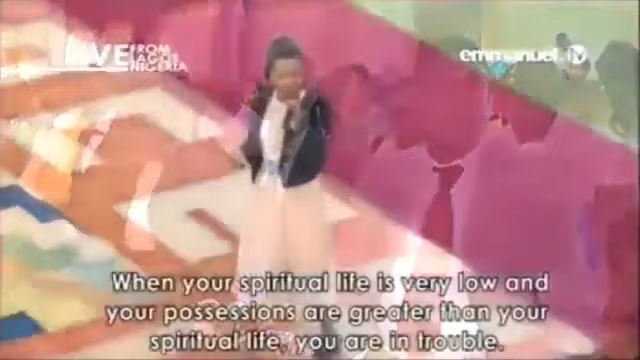 LIVE FROM
LAGOS
NIGERIA
emmanuel TV
When your spiritual life is very low and
your possessions are greater than your
spiritual life, you are in trouble.